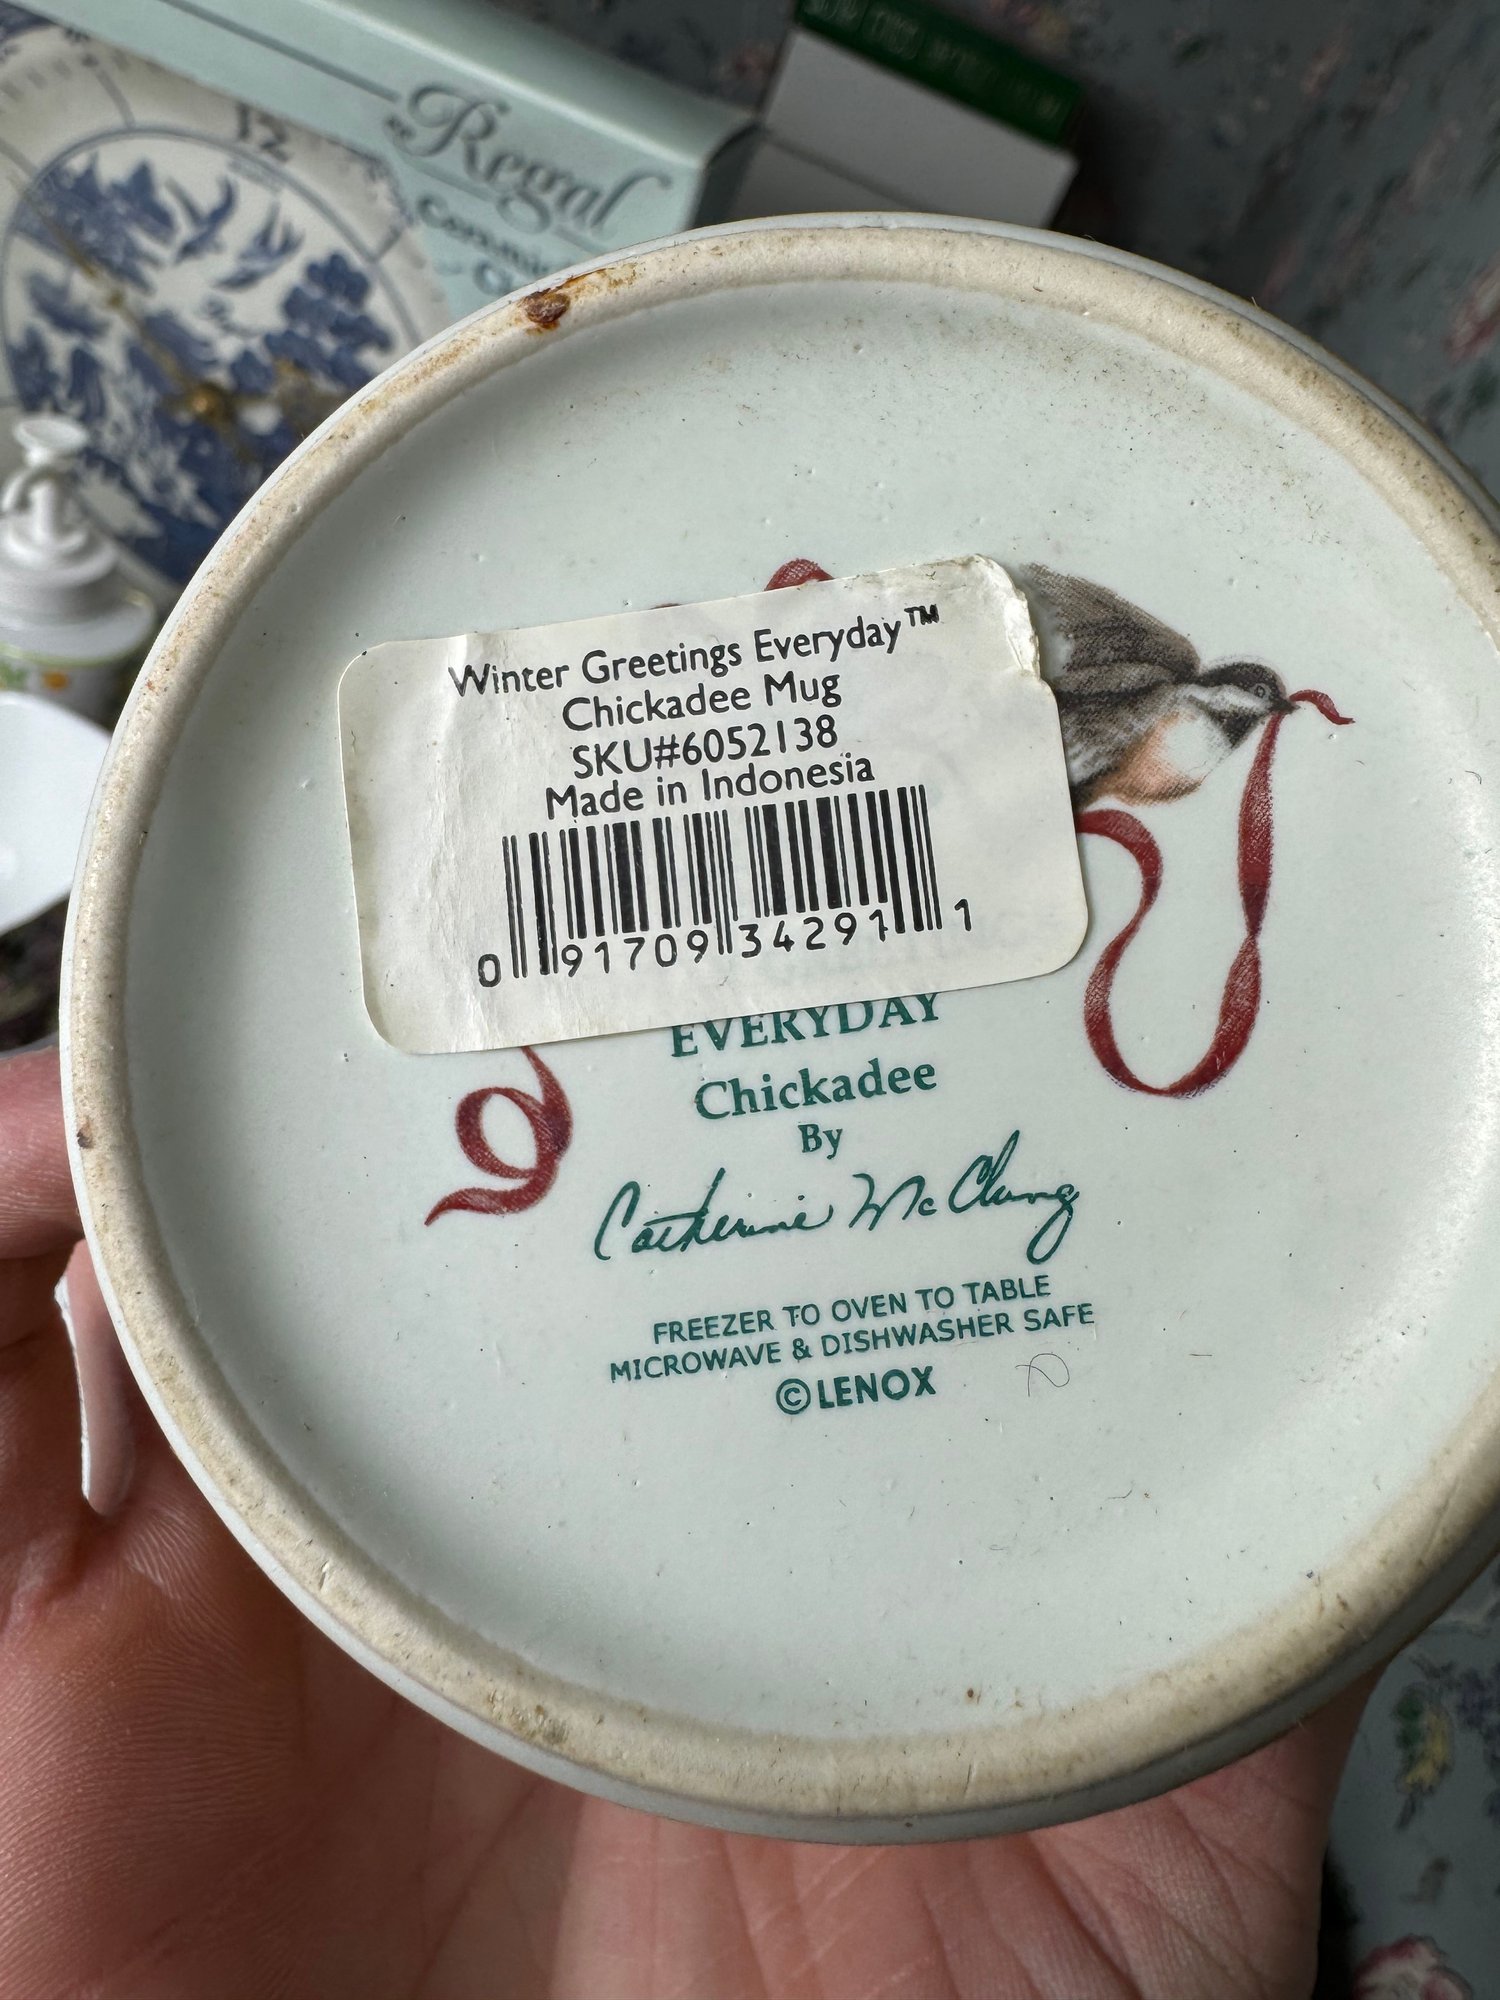 12
Regal
Winter Greetings Everyday™
Chickadee Mug
SKU#6052138
Made in Indonesia
0 91709 34291 1
EVERYDAY
Chickadee
By
Catherine McClung
FREEZER TO OVEN TO TABLE
MICROWAVE & DISHWASHER SAFE
©LENOX